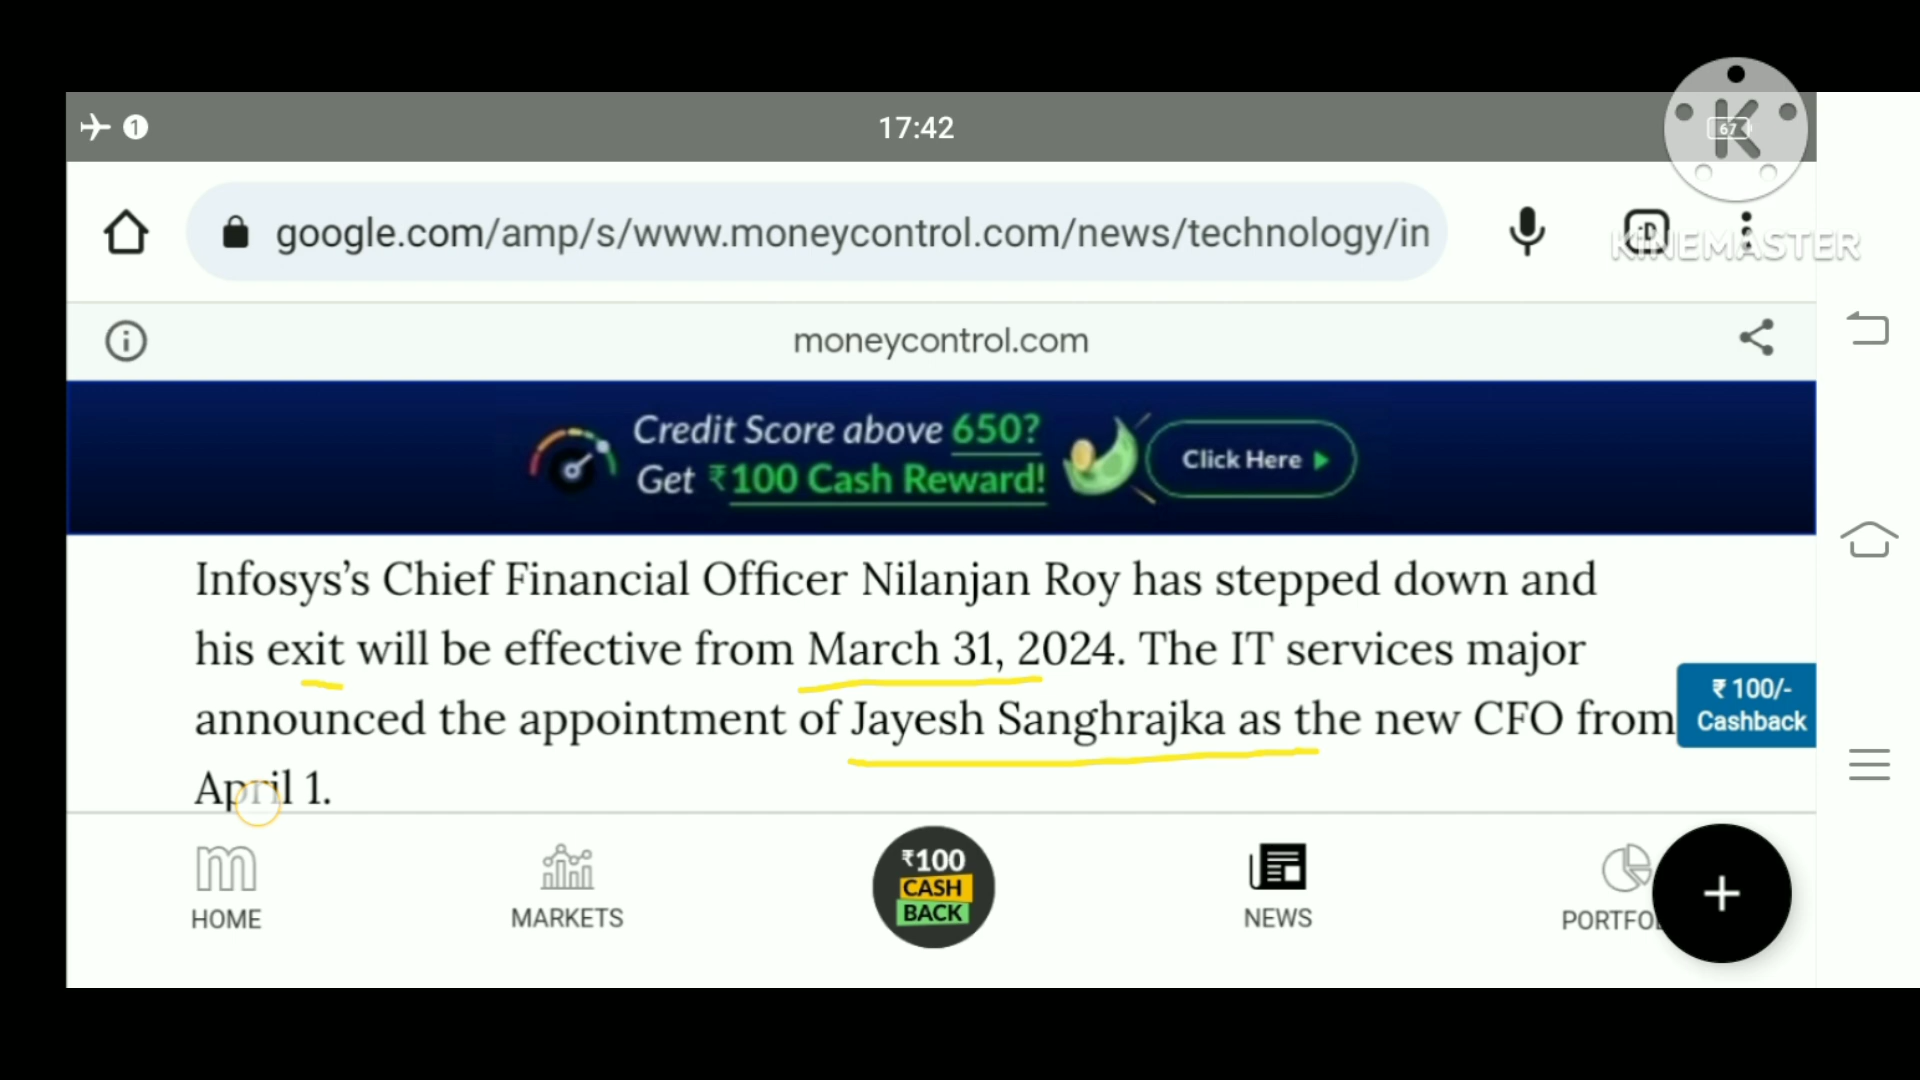 1
17:42
67
K
KINEMASTER
google.com/amp/s/www.moneycontrol.com/news/technology/in
:D
moneycontrol.com
Credit Score above 650?
Get ₹100 Cash Reward!
Click Here
Infosys’s Chief Financial Officer Nilanjan Roy has stepped down and
his exit will be effective from March 31, 2024. The IT services major
announced the appointment of Jayesh Sanghrajka as the new CFO from
April 1.
₹ 100/-
Cashback
m
HOME
MARKETS
₹100
CASH
BACK
NEWS
PORTFOL
+